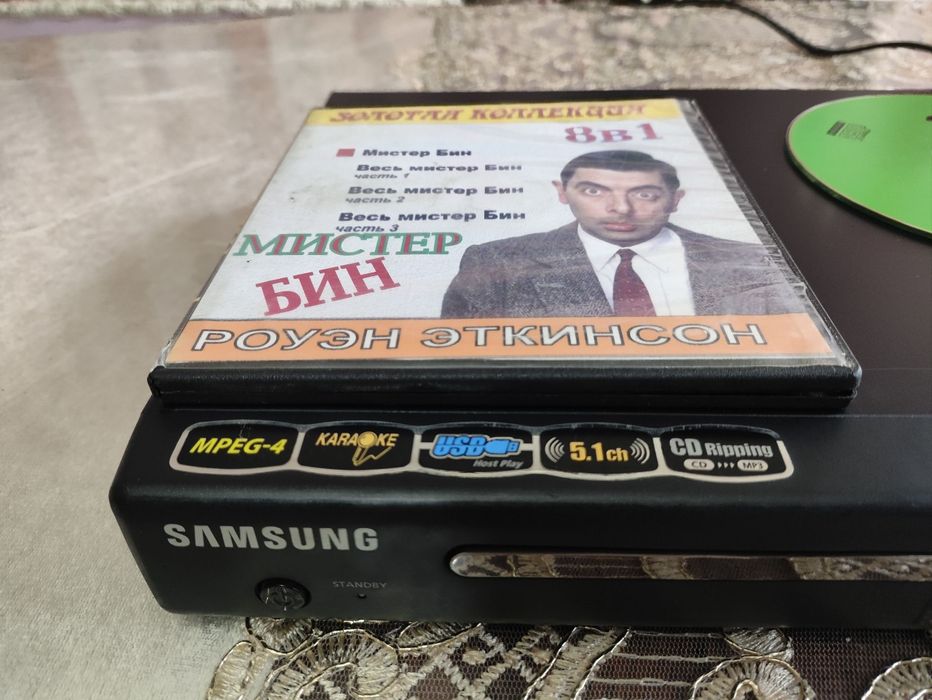 ЗОЛОТАЯ КОЛЛЕКЦИЯ
8в1
Мистер Бин
Весь мистер Бин
часть 1
Весь мистер Бин
часть 2
Весь мистер Бин
часть 3
МИСТЕР
БИН
РОУЭН ЭТКИНСОН
MPEG-4
KARAOKE
USB
Host Play
5.1ch
CD Ripping
CD MP3
SAMSUNG
STANDBY